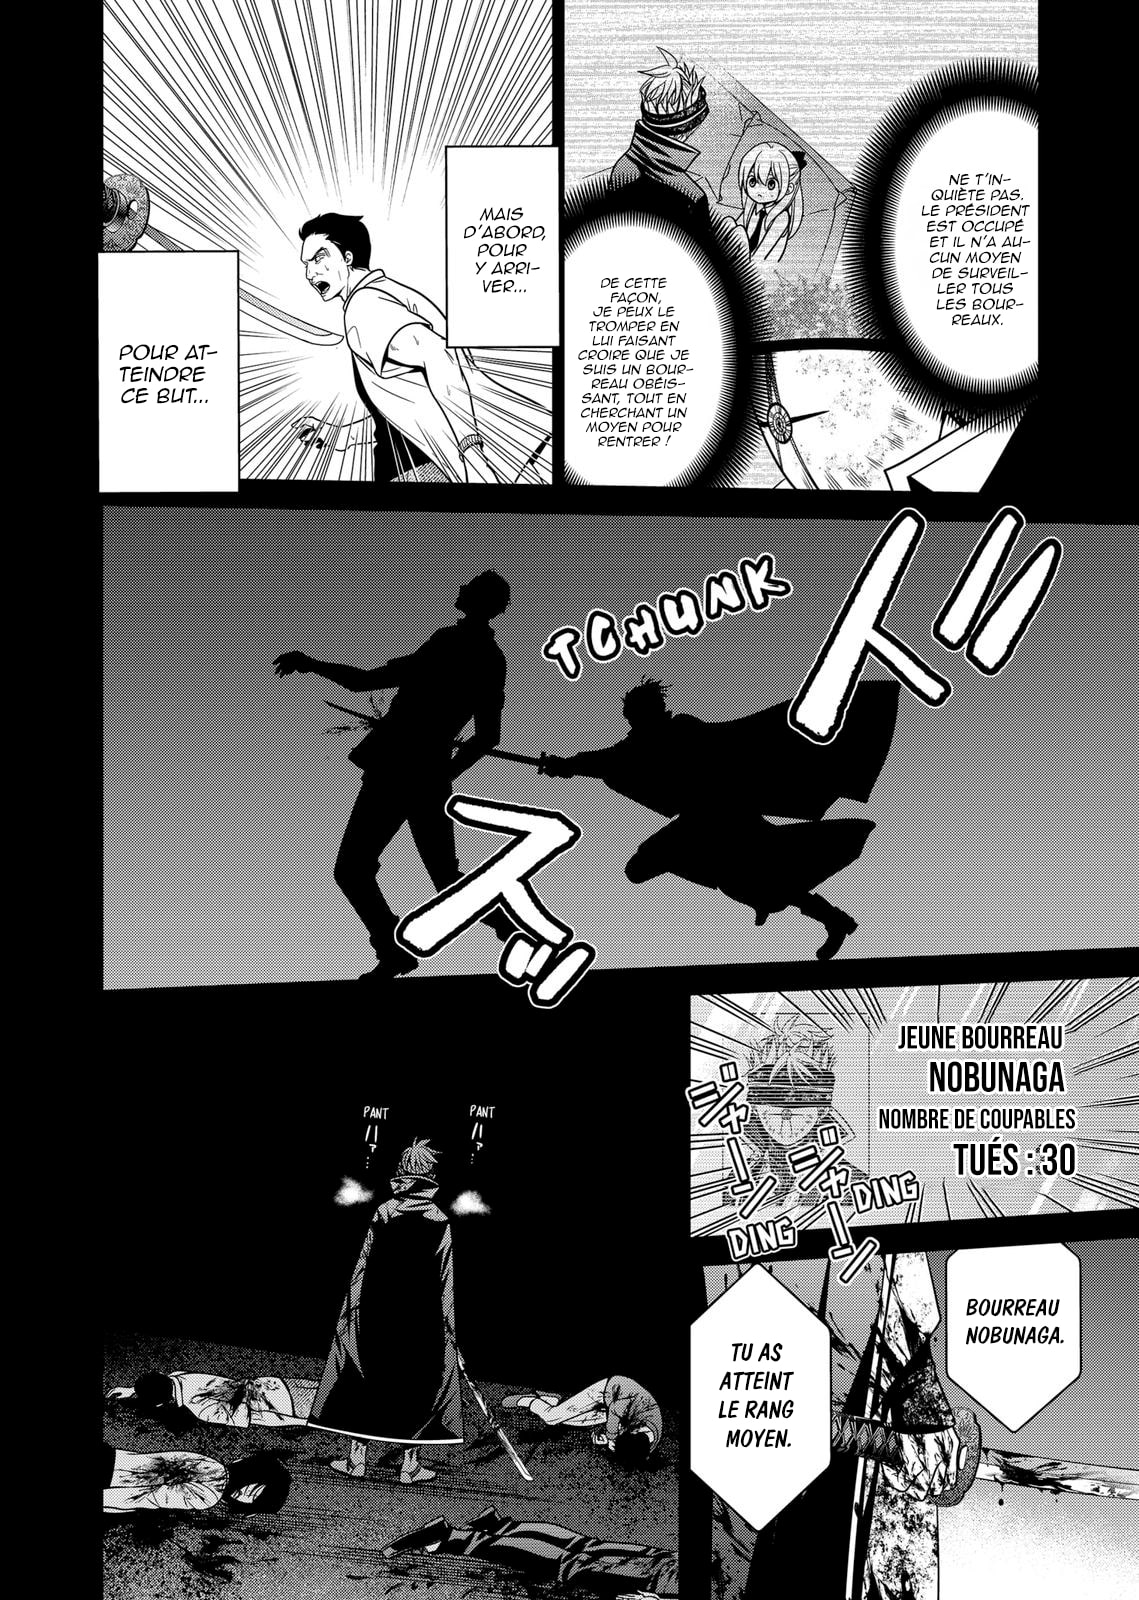 NE T'IN-
QUIÈTE PAS.
LE PRÉSIDENT
EST OCCUPÉ
ET IL N'A AU-
CUN MOYEN
DE SURVEIL-
LER TOUS
LES BOUR-
REAUX.
DE CETTE
FAÇON,
JE PEUX LE
TROMPER EN
LUI FAISANT
CROIRE QUE JE
SUIS UN BOUR-
REAU OBÉIS-
SANT, TOUT EN
CHERCHANT UN
MOYEN POUR
RENTRER !
MAIS
D'ABORD,
POUR
Y ARRI-
VER...
POUR AT-
TEINDRE
CE BUT...
ドッ
TCHUNK
ズッ
JEUNE BOURREAU
NOBUNAGA
NOMBRE DE COUPABLES
TUÉS : 30
ジャーン
ジャーン
DING
DING
BOURREAU
NOBUNAGA.
TU AS
ATTEINT
LE RANG
MOYEN.
PANT
PANT